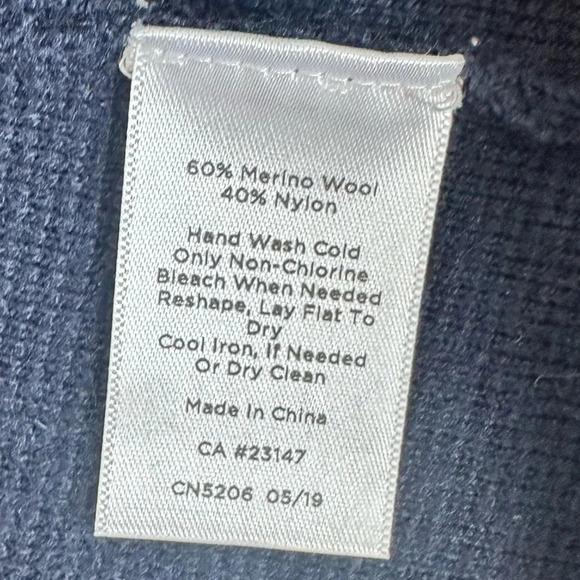 60% Merino Wool
40% Nylon
Hand Wash Cold
Only Non-Chlorine
Bleach When Needed
Reshape, Lay Flat To
Dry
Cool Iron, If Needed
Or Dry Clean
Made In China
CA #23147
CN5206 05/19